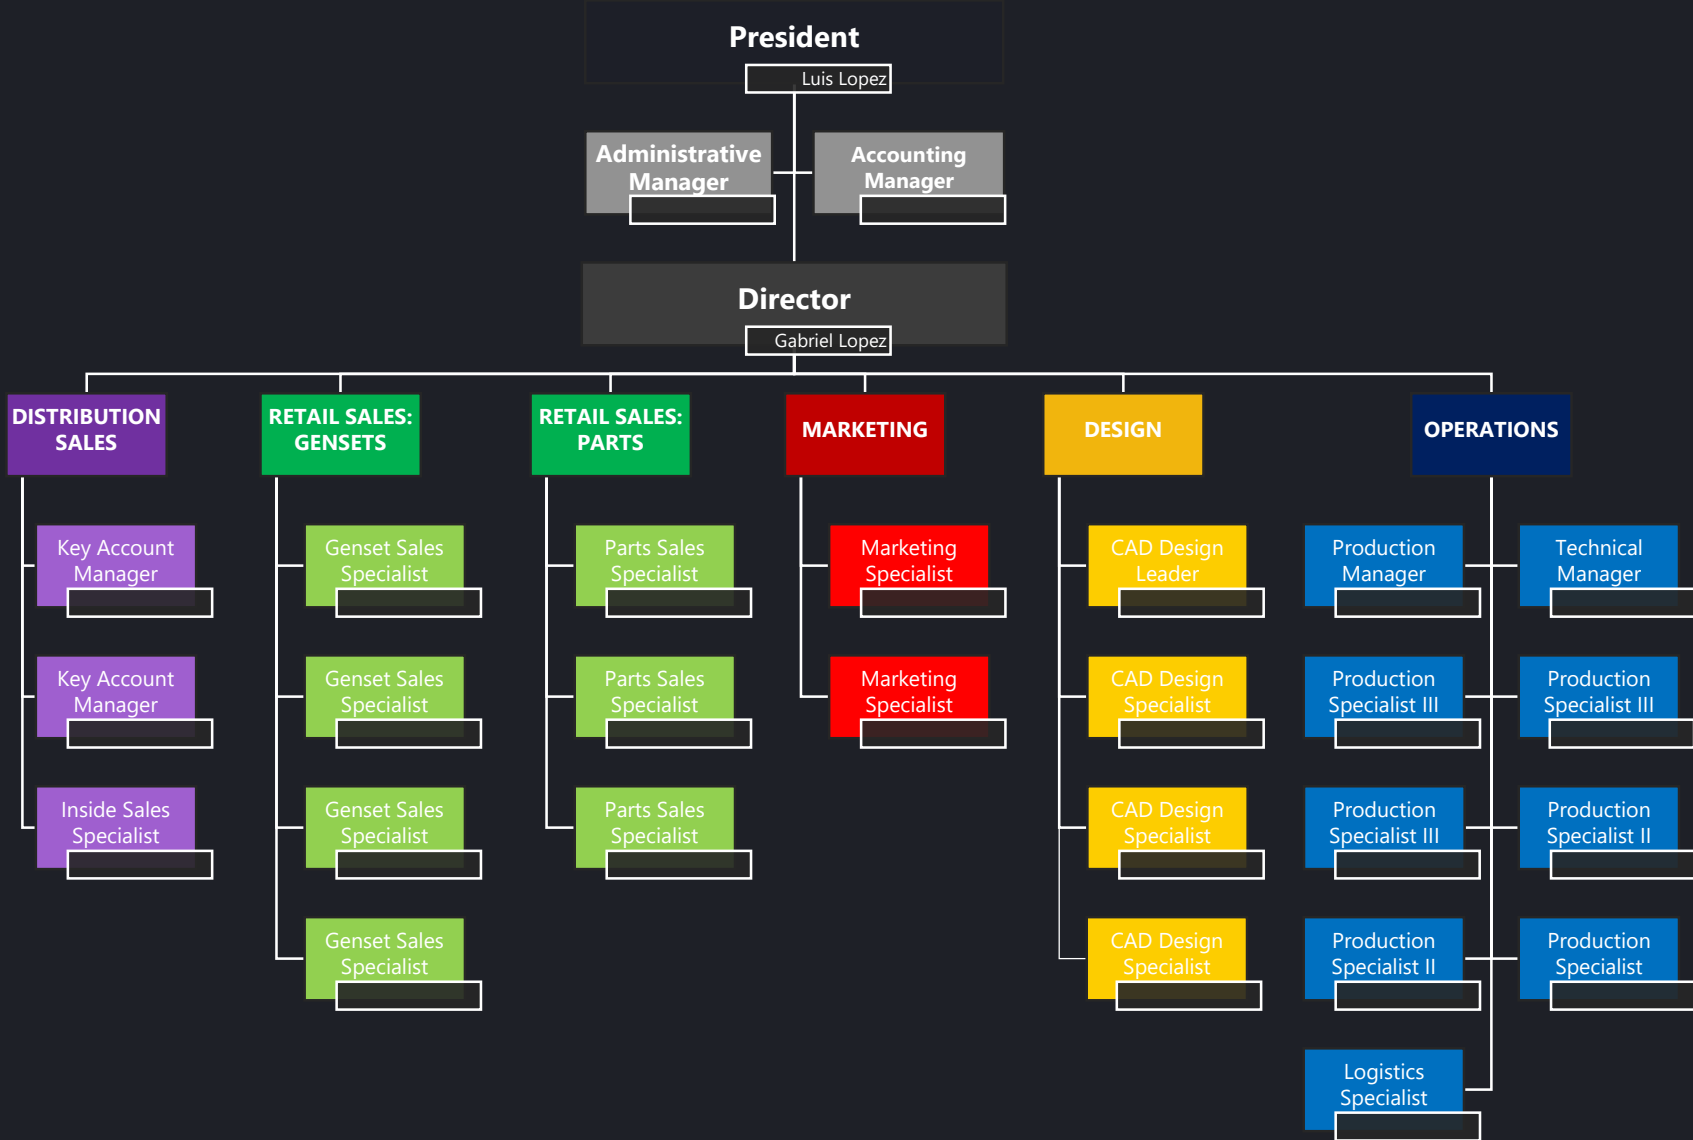 President
Luis Lopez
Administrative
Manager
Accounting
Manager
Director
Gabriel Lopez
DISTRIBUTION
SALES
RETAIL SALES:
GENSETS
RETAIL SALES:
PARTS
MARKETING
DESIGN
OPERATIONS
Key Account
Manager
Genset Sales
Specialist
Parts Sales
Specialist
Marketing
Specialist
CAD Design
Leader
Production
Manager
Technical
Manager
Key Account
Manager
Genset Sales
Specialist
Parts Sales
Specialist
Marketing
Specialist
CAD Design
Specialist
Production
Specialist III
Production
Specialist III
Inside Sales
Specialist
Genset Sales
Specialist
Parts Sales
Specialist
CAD Design
Specialist
Production
Specialist III
Production
Specialist II
Genset Sales
Specialist
CAD Design
Specialist
Production
Specialist II
Production
Specialist
Logistics
Specialist